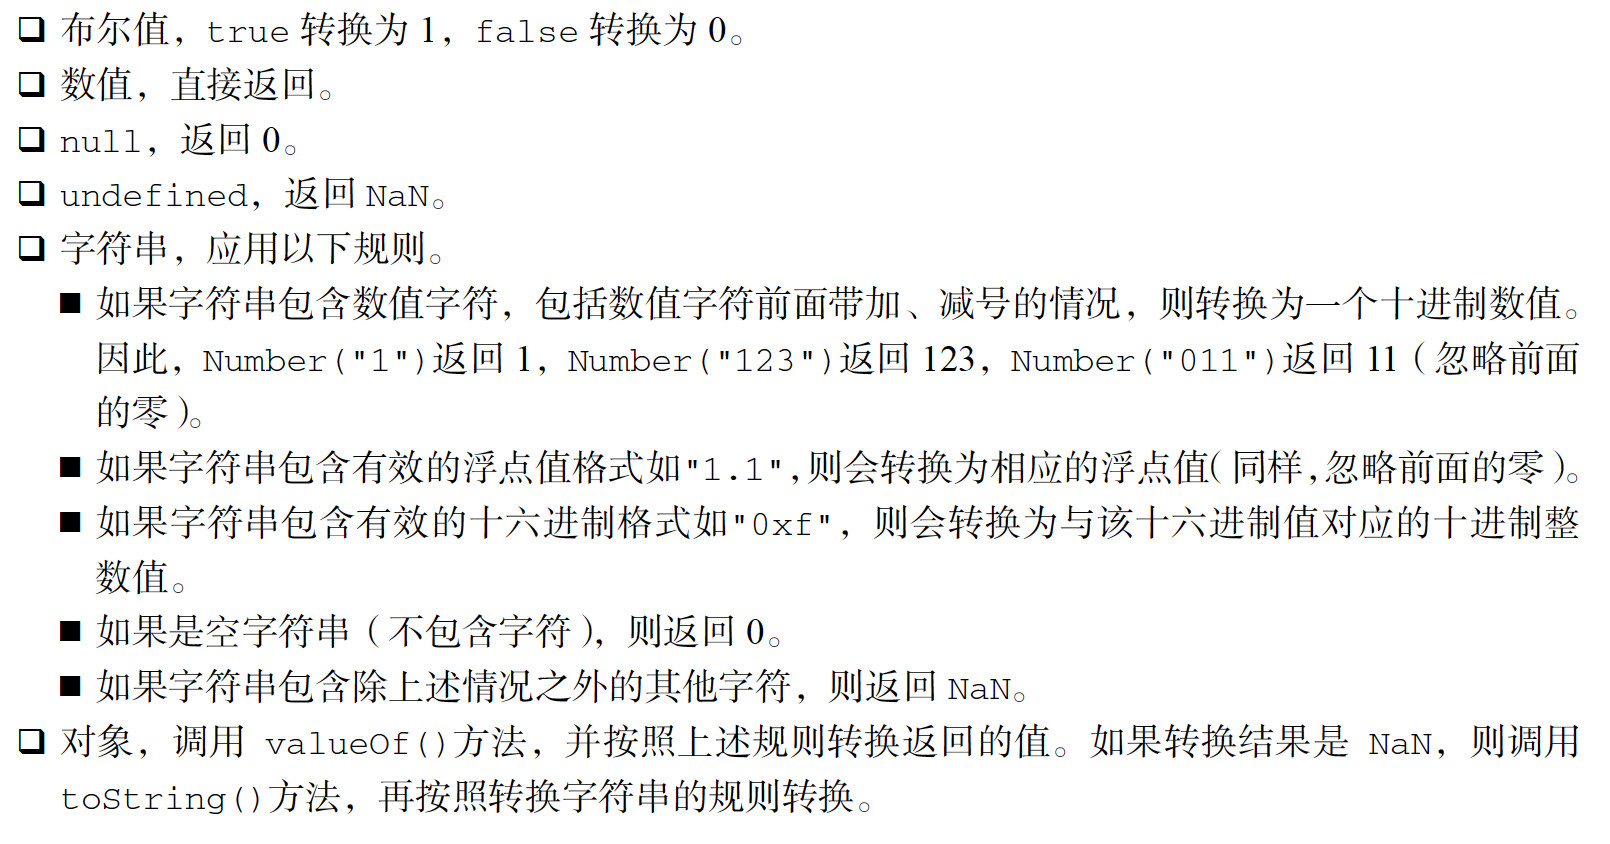 ❑ 布尔值，true 转换为 1，false 转换为 0。
❑ 数值，直接返回。
❑ null，返回 0。
❑ undefined，返回 NaN。
❑ 字符串，应用以下规则。
■ 如果字符串包含数值字符，包括数值字符前面带加、减号的情况，则转换为一个十进制数值。
因此，Number("1")返回 1，Number("123")返回 123，Number("011")返回 11（忽略前面
的零）。
■ 如果字符串包含有效的浮点值格式如"1.1"，则会转换为相应的浮点值（同样，忽略前面的零）。
■ 如果字符串包含有效的十六进制格式如"0xf"，则会转换为与该十六进制值对应的十进制整
数值。
■ 如果是空字符串（不包含字符），则返回 0。
■ 如果字符串包含除上述情况之外的其他字符，则返回 NaN。
❑ 对象，调用 valueOf()方法，并按照上述规则转换返回的值。如果转换结果是 NaN，则调用
toString()方法，再按照转换字符串的规则转换。